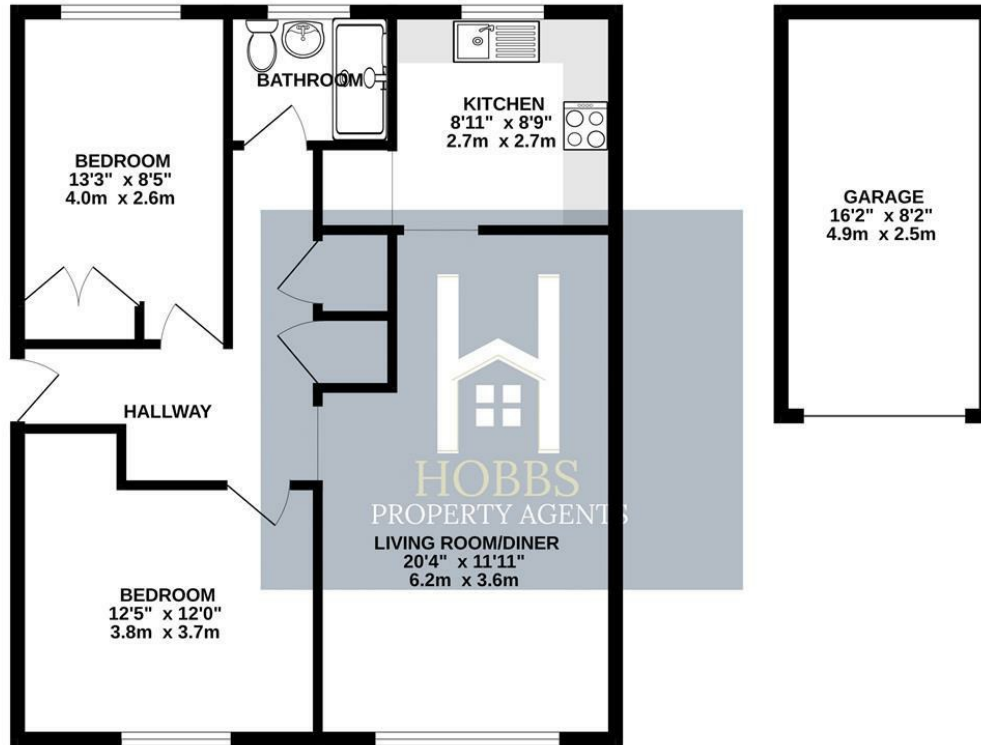 BATHROOM
KITCHEN
8'11" x 8'9"
2.7m x 2.7m
BEDROOM
13'3" x 8'5"
4.0m x 2.6m
GARAGE
16'2" x 8'2"
4.9m x 2.5m
HALLWAY
HOBBS
PROPERTY AGENTS
LIVING ROOM/DINER
20'4" x 11'11"
6.2m x 3.6m
BEDROOM
12'5" x 12'0"
3.8m x 3.7m